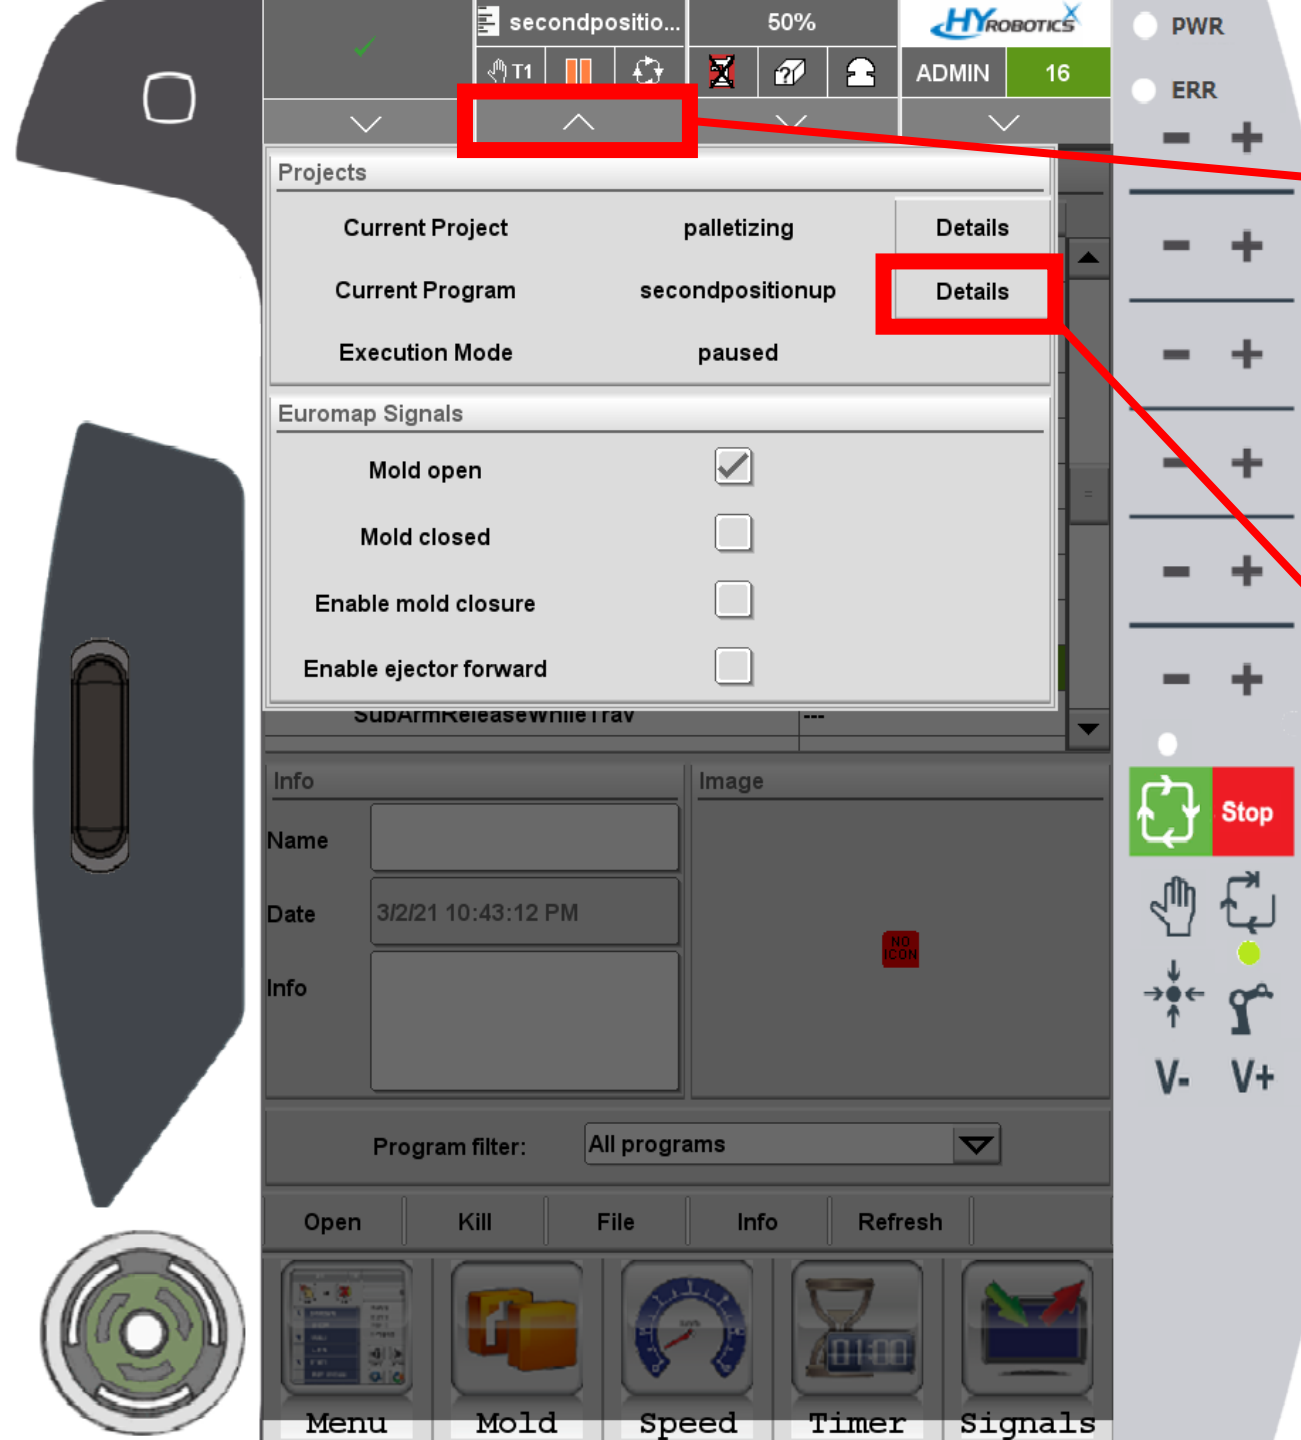 secondpositio...
50%
HYROBOTICS X
PWR
T1
ADMIN
16
ERR
Projects
Current Project
palletizing
Details
Current Program
secondpositionup
Details
Execution Mode
paused
Euromap Signals
Mold open
Mold closed
Enable mold closure
Enable ejector forward
SubArmReleaseWhileTrav
---
Info
Image
Name
Date
3/2/21 10:43:12 PM
NO
ICON
Info
Stop
V-
V+
Program filter:
All programs
Open
Kill
File
Info
Refresh
01:00
Menu
Mold
Speed
Timer
Signals